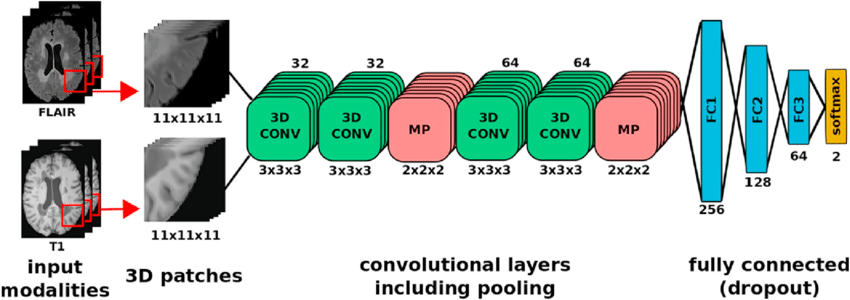 FLAIR
11x11x11
T1
11x11x11
input
modalities
3D patches
32
32
64
64
3D
CONV
3D
CONV
MP
3D
CONV
3D
CONV
MP
3x3x3
3x3x3
2x2x2
3x3x3
3x3x3
2x2x2
convolutional layers
including pooling
FC1
FC2
FC3
softmax
256
128
64
2
fully connected
(dropout)